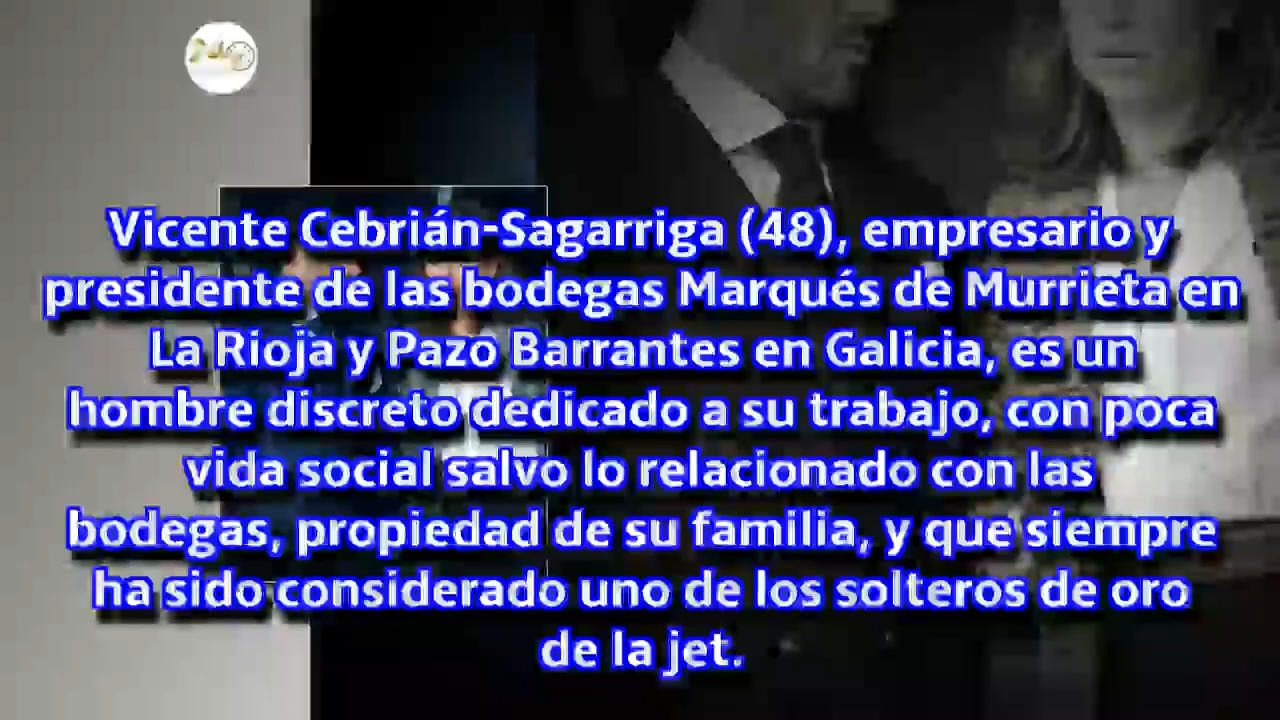 Vicente Cebrián-Sagarriga (48), empresario y
presidente de las bodegas Marqués de Murrieta en
La Rioja y Pazo Barrantes en Galicia, es un
hombre discreto dedicado a su trabajo, con poca
vida social salvo lo relacionado con las
bodegas, propiedad de su familia, y que siempre
ha sido considerado uno de los solteros de oro
de la jet.